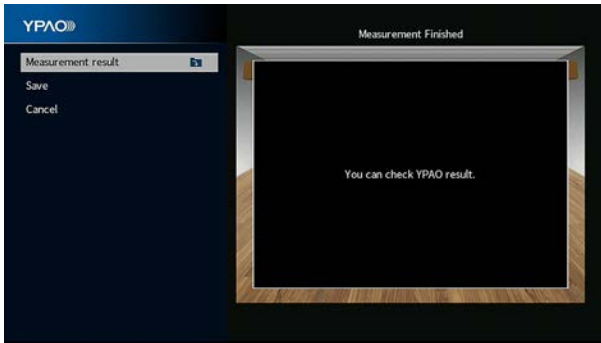 YPAO
Measurement Finished
Measurement result
Save
Cancel
You can check YPAO result.